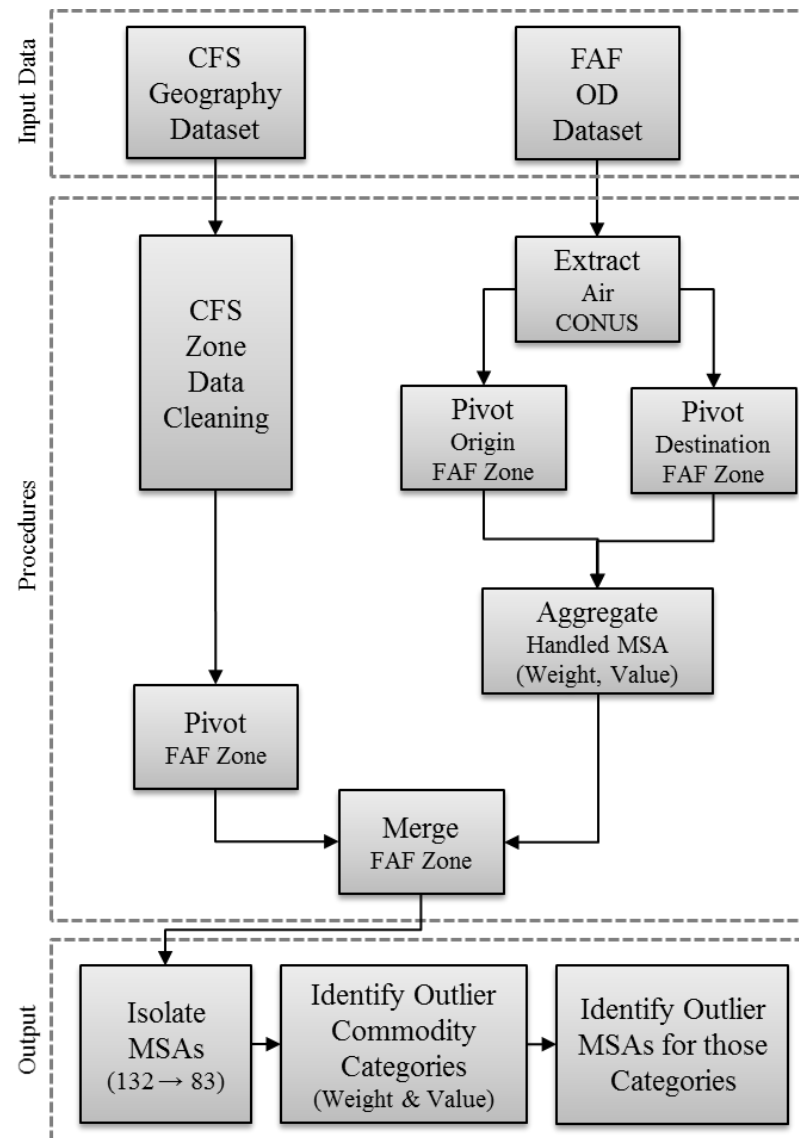 Input Data
CFS
Geography
Dataset
FAF
OD
Dataset
Procedures
CFS
Zone
Data
Cleaning
Extract
Air
CONUS
Pivot
Origin
FAF Zone
Pivot
Destination
FAF Zone
Aggregate
Handled MSA
(Weight, Value)
Pivot
FAF Zone
Merge
FAF Zone
Output
Isolate
MSAs
(132 → 83)
Identify Outlier
Commodity
Categories
(Weight & Value)
Identify Outlier
MSAs for those
Categories